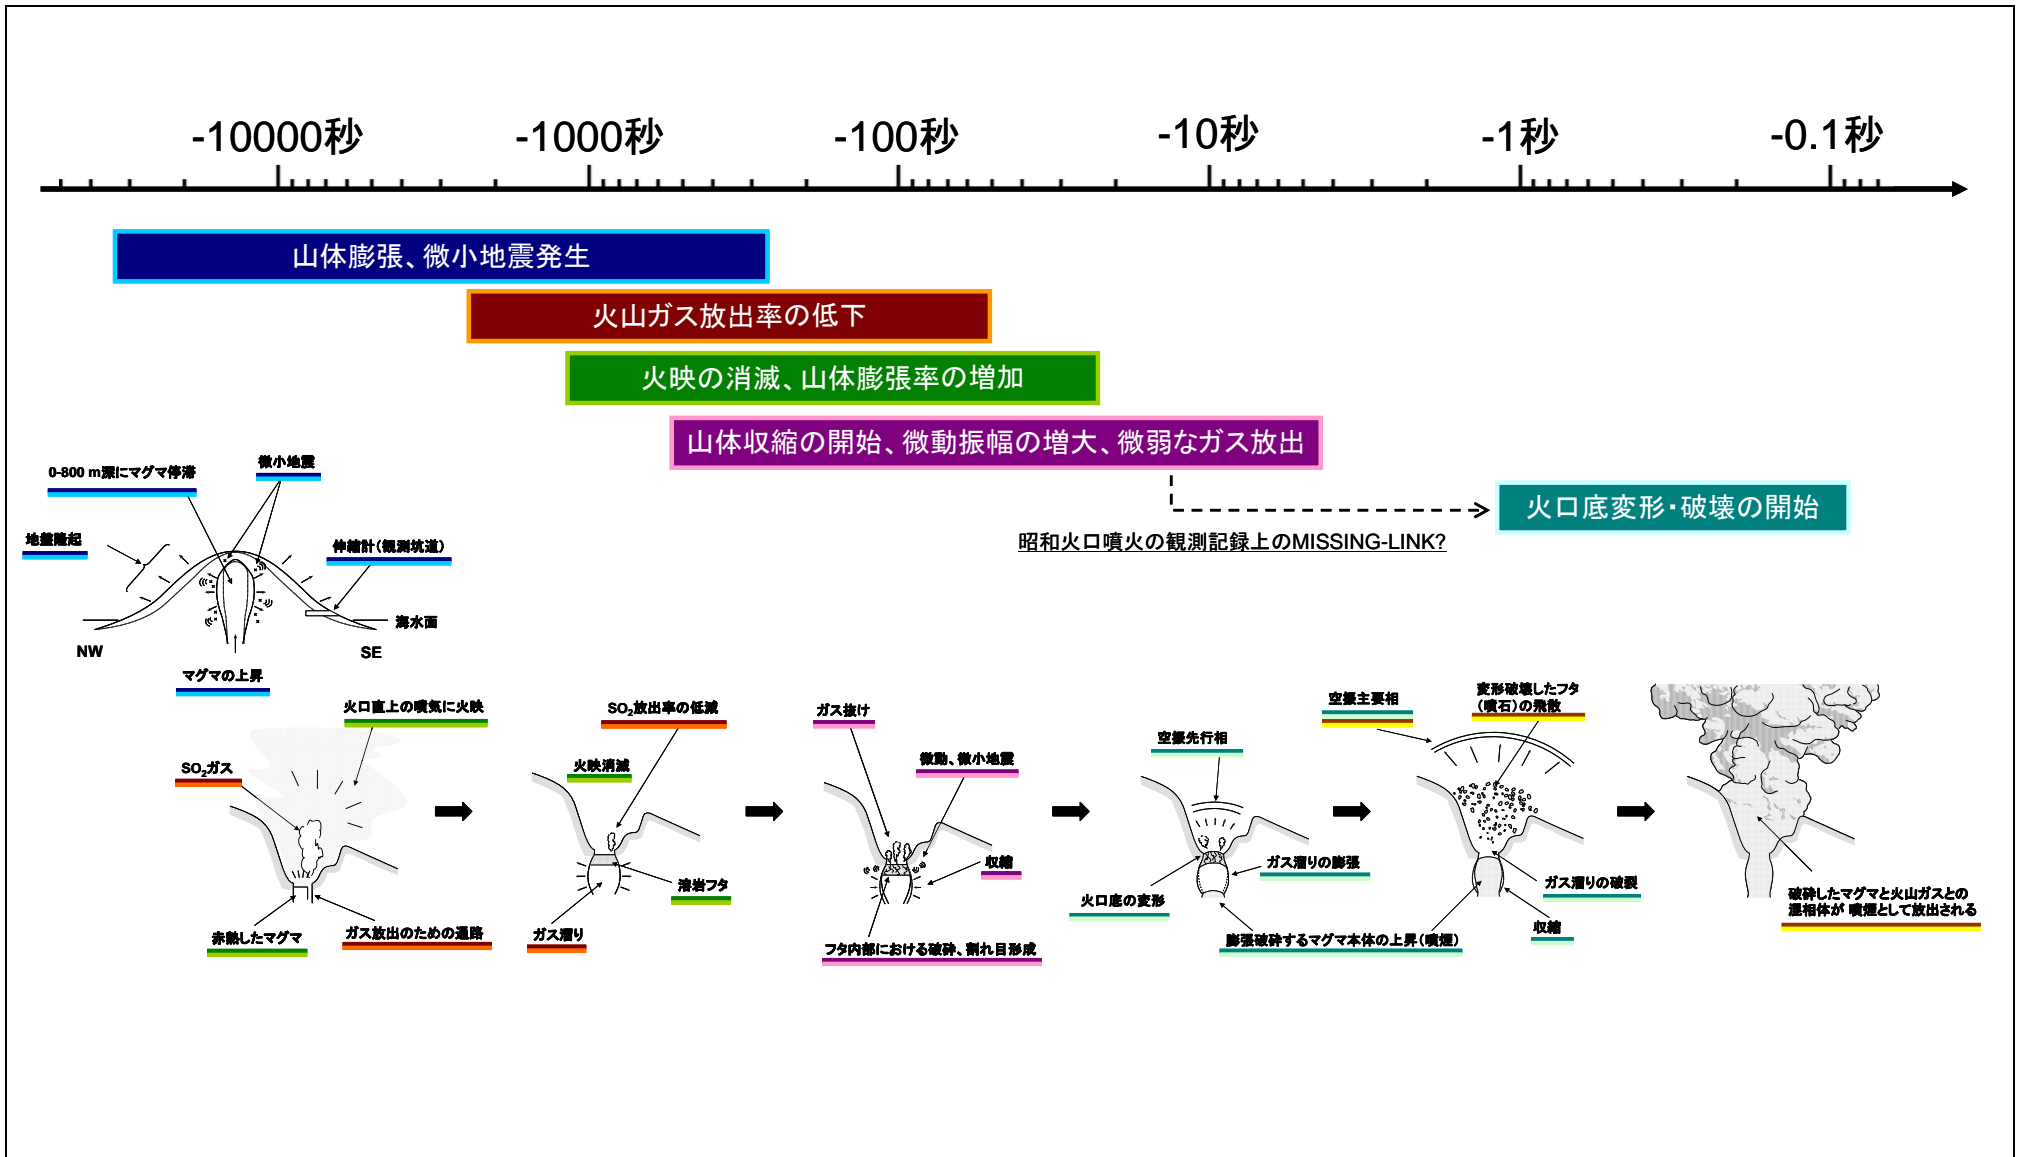 -10000秒
-1000秒
-100秒
-10秒
-1秒
-0.1秒
山体膨張、微小地震発生
火山ガス放出率の低下
火映の消滅、山体膨張率の増加
山体収縮の開始、微動振幅の増大、微弱なガス放出
火口底変形・破壊の開始
昭和火口噴火の観測記録上のMISSING-LINK?
0-800 m深にマグマ停滞
微小地震
地盤隆起
伸縮計(観測坑道)
海水面
NW
SE
マグマの上昇
火口直上の噴気に火映
SO₂ガス
赤熱したマグマ
ガス放出のための通路
SO₂放出率の低減
火映消滅
溶岩フタ
ガス溜り
ガス抜け
微動、微小地震
収縮
フタ内部における破砕、割れ目形成
空振先行相
ガス溜りの膨張
火口底の変形
膨張破砕するマグマ本体の上昇(噴煙)
空振主要相
変形破壊したフタ
(噴石)の飛散
ガス溜りの破裂
収縮
破砕したマグマと火山ガスとの
混相体が 噴煙として放出される